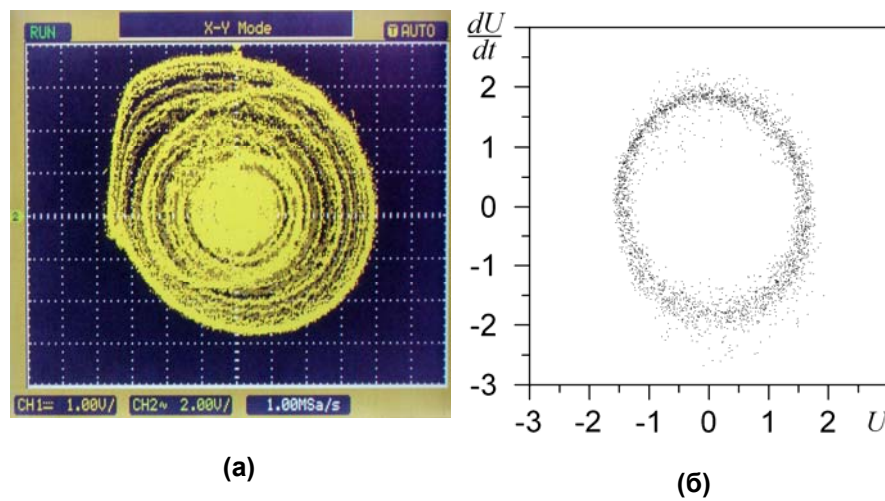 RUN
X-Y Mode
T AUTO
2
CH1= 1.00V/
CH2~ 2.00V/
1.00MSa/s
(а)
dU
dt
3
2
1
0
-1
-2
-3
-3 -2 -1 0 1 2 U
(б)